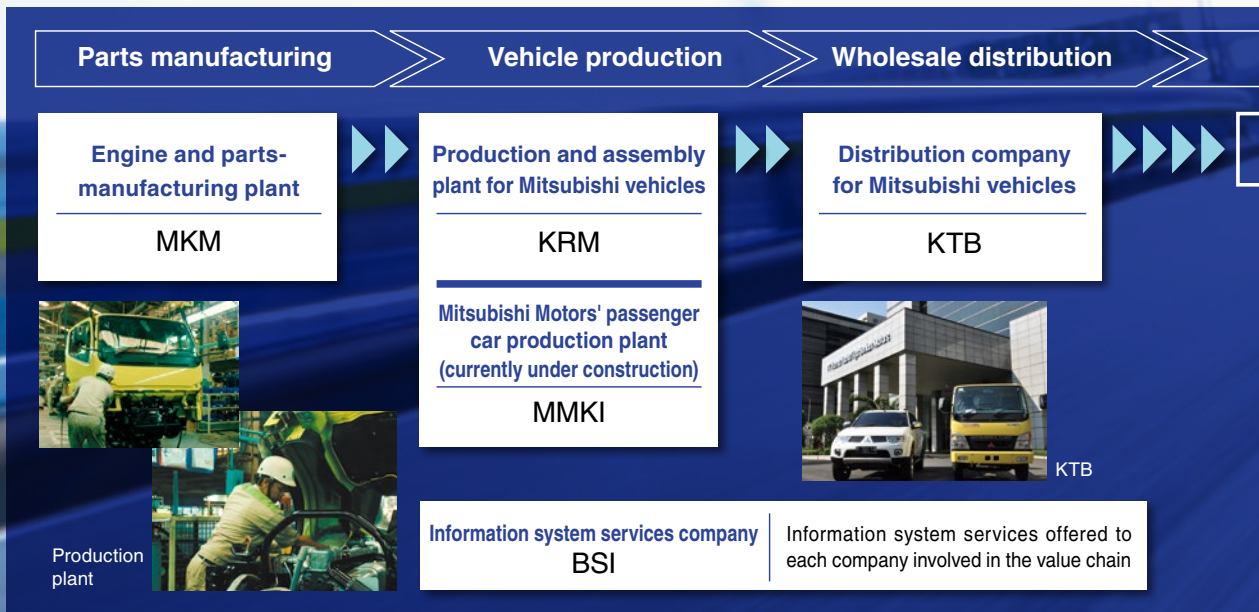 Parts manufacturing
Vehicle production
Wholesale distribution
Engine and parts-
manufacturing plant
MKM
Production and assembly
plant for Mitsubishi vehicles
KRM
Mitsubishi Motors' passenger
car production plant
(currently under construction)
MMKI
Distribution company
for Mitsubishi vehicles
KTB
KTB
Production
plant
Information system services company
BSI
Information system services offered to
each company involved in the value chain